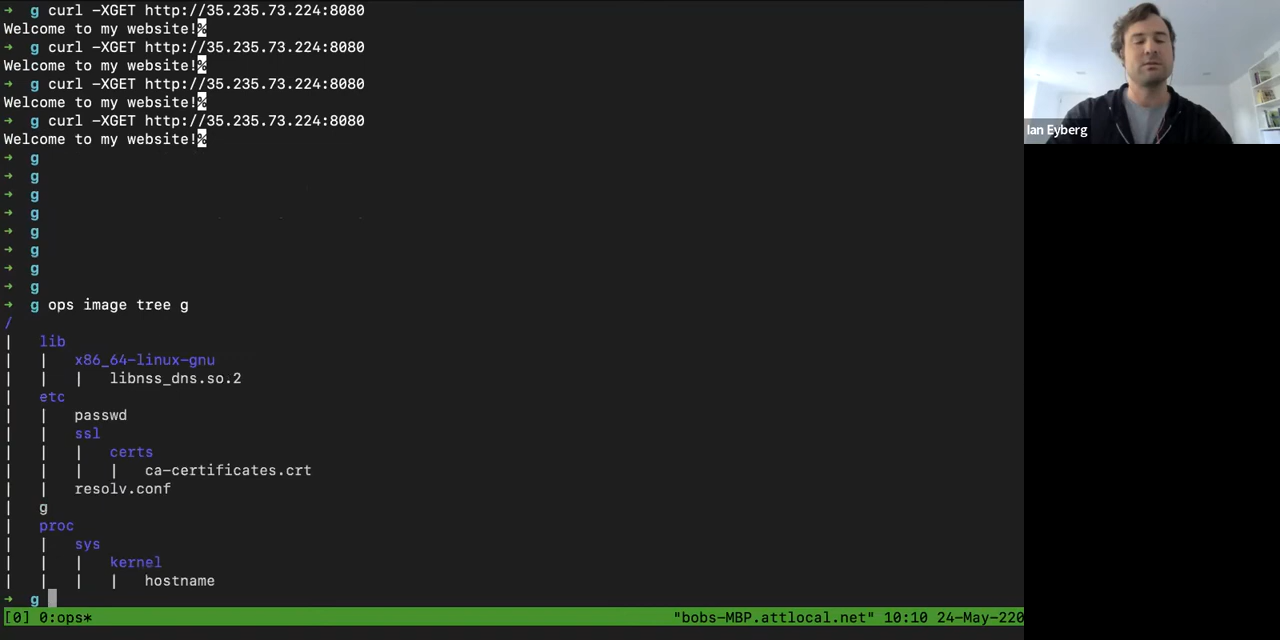 ➜  g curl -XGET http://35.235.73.224:8080
Welcome to my website!%
➜  g curl -XGET http://35.235.73.224:8080
Welcome to my website!%
➜  g curl -XGET http://35.235.73.224:8080
Welcome to my website!%
➜  g curl -XGET http://35.235.73.224:8080
Welcome to my website!%
➜  g
➜  g
➜  g
➜  g
➜  g
➜  g
➜  g
➜  g
➜  g ops image tree g
/
|   lib
|   |   x86_64-linux-gnu
|   |   |   libnss_dns.so.2
|   etc
|   |   passwd
|   |   ssl
|   |   |   certs
|   |   |   |   ca-certificates.crt
|   |   resolv.conf
|   g
|   proc
|   |   sys
|   |   |   kernel
|   |   |   |   hostname
➜  g
[0] 0:ops* "bobs-MBP.attlocal.net" 10:10 24-May-220
Ian Eyberg